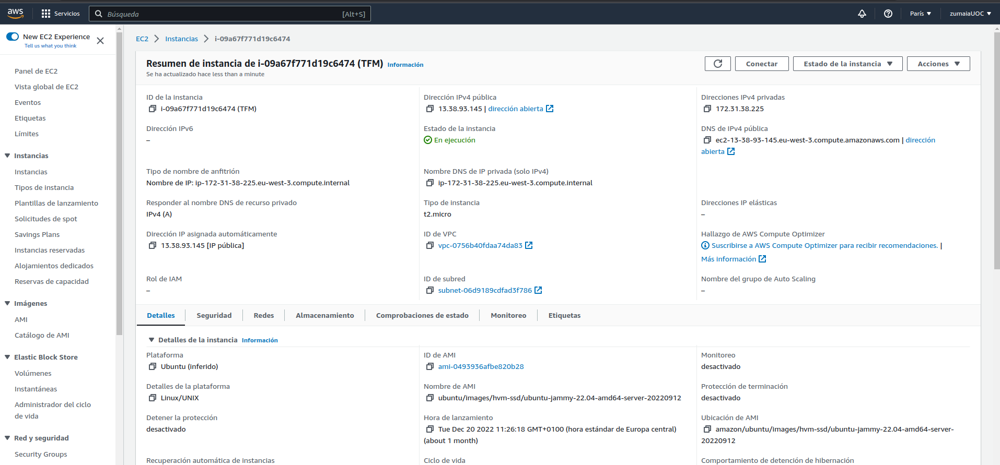 aws
Servicios
Búsqueda
[Alt+S]
París
zumaiaUOC
New EC2 Experience
Tell us what you think
Panel de EC2
Vista global de EC2
Eventos
Etiquetas
Límites
Instancias
Instancias
Tipos de instancia
Plantillas de lanzamiento
Solicitudes de spot
Savings Plans
Instancias reservadas
Alojamientos dedicados
Reservas de capacidad
Imágenes
AMI
Catálogo de AMI
Elastic Block Store
Volúmenes
Instantáneas
Administrador del ciclo
de vida
Red y seguridad
Security Groups
EC2 > Instancias > i-09a67f771d19c6474
Resumen de instancia de i-09a67f771d19c6474 (TFM) Información
Se ha actualizado hace less than a minute
Conectar
Estado de la instancia
Acciones
ID de la instancia
i-09a67f771d19c6474 (TFM)
Dirección IPv4 pública
13.38.93.145 | dirección abierta
Direcciones IPv4 privadas
172.31.38.225
Dirección IPv6
–
Estado de la instancia
En ejecución
DNS de IPv4 pública
ec2-13-38-93-145.eu-west-3.compute.amazonaws.com | dirección
abierta
Tipo de nombre de anfitrión
Nombre de IP: ip-172-31-38-225.eu-west-3.compute.internal
Nombre DNS de IP privada (solo IPv4)
ip-172-31-38-225.eu-west-3.compute.internal
Responder al nombre DNS de recurso privado
IPv4 (A)
Tipo de instancia
t2.micro
Direcciones IP elásticas
–
Dirección IP asignada automáticamente
13.38.93.145 [IP pública]
ID de VPC
vpc-0756b40fdaa74da83
Hallazgo de AWS Compute Optimizer
Suscribirse a AWS Compute Optimizer para recibir recomendaciones. |
Más información
Rol de IAM
–
ID de subred
subnet-06d9189cdfad3f786
Nombre del grupo de Auto Scaling
–
Detalles
Seguridad
Redes
Almacenamiento
Comprobaciones de estado
Monitoreo
Etiquetas
Detalles de la instancia Información
Plataforma
Ubuntu (inferido)
ID de AMI
ami-0493936afbe820b28
Monitoreo
desactivado
Detalles de la plataforma
Linux/UNIX
Nombre de AMI
ubuntu/images/hvm-ssd/ubuntu-jammy-22.04-amd64-server-20220912
Protección de terminación
desactivado
Detener la protección
desactivado
Hora de lanzamiento
Tue Dec 20 2022 11:26:18 GMT+0100 (hora estándar de Europa central)
(about 1 month)
Ubicación de AMI
amazon/ubuntu/images/hvm-ssd/ubuntu-jammy-22.04-amd64-server-
20220912
Recuperación automática de instancias
Ciclo de vida
Comportamiento de detención de hibernación